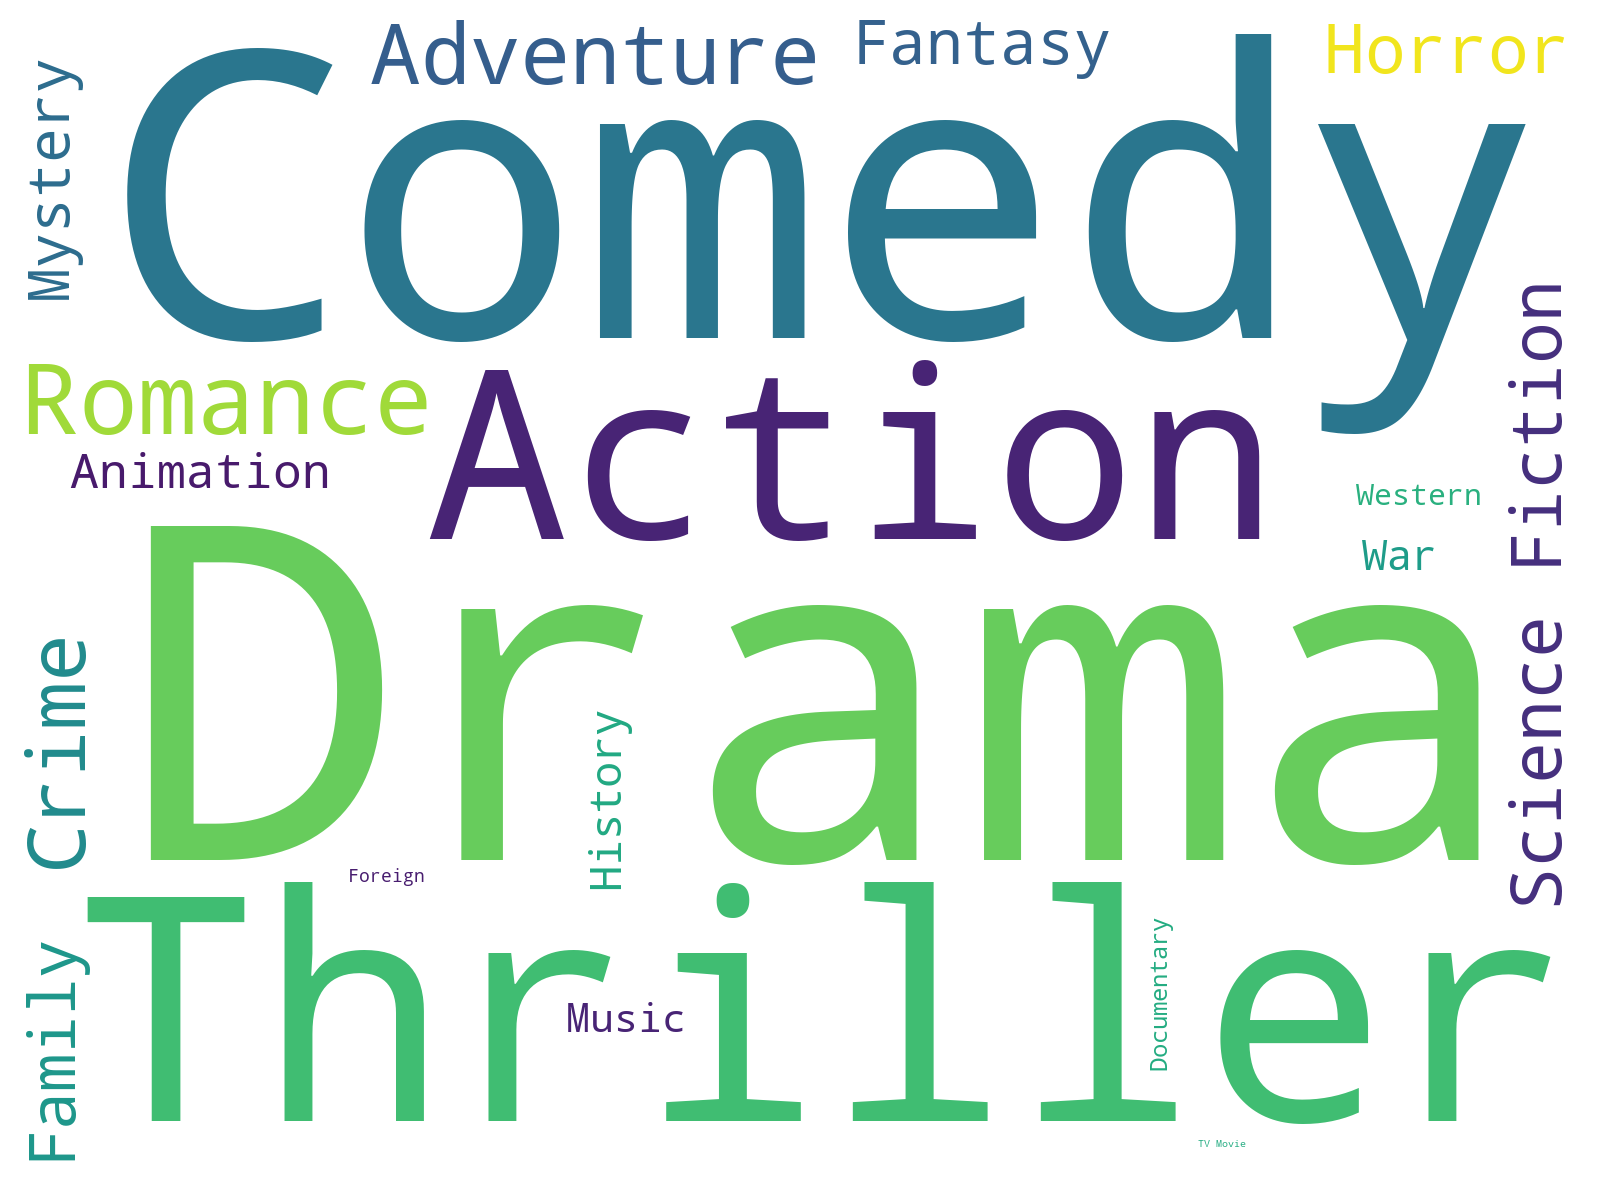 Adventure
Fantasy
Horror
Mystery
Comedy
Romance
Action
Science Fiction
Animation
Western
War
Drama
Crime
History
Foreign
Thriller
Family
Music
Documentary
TV Movie